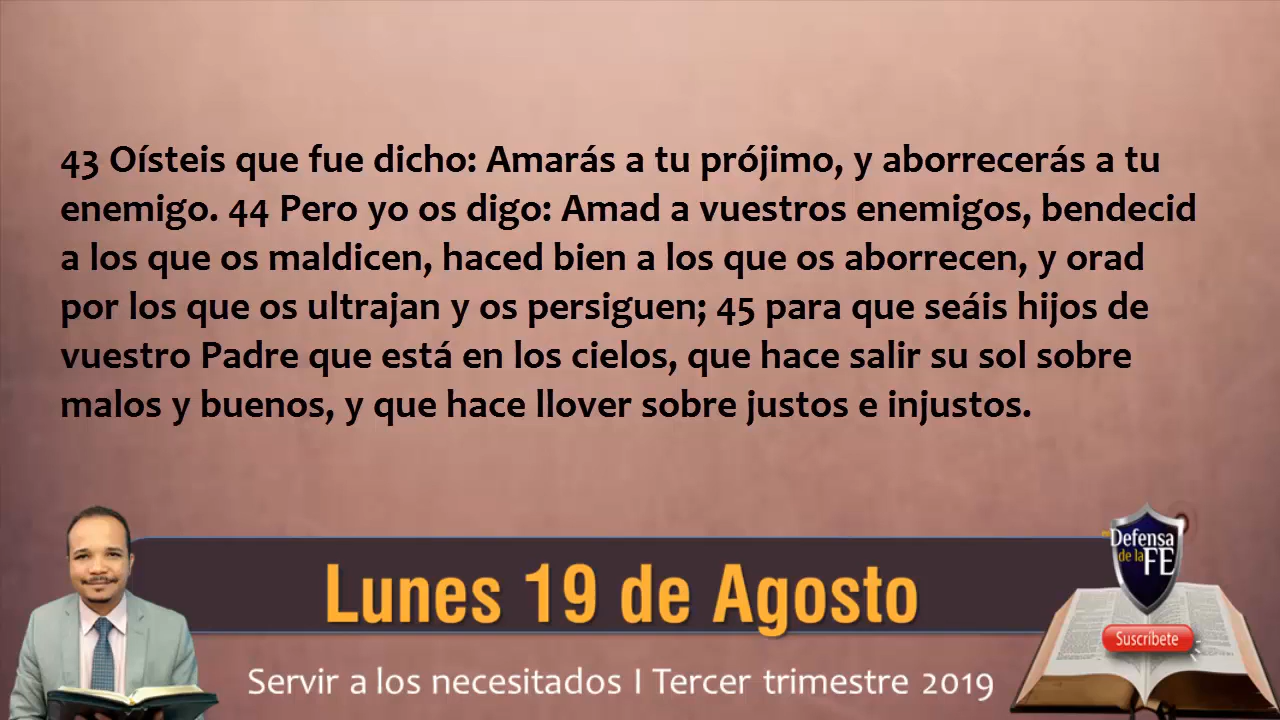 43 Oísteis que fue dicho: Amarás a tu prójimo, y aborrecerás a tu
enemigo. 44 Pero yo os digo: Amad a vuestros enemigos, bendecid
a los que os maldicen, haced bien a los que os aborrecen, y orad
por los que os ultrajan y os persiguen; 45 para que seáis hijos de
vuestro Padre que está en los cielos, que hace salir su sol sobre
malos y buenos, y que hace llover sobre justos e injustos.
Defensa
de la FE
Lunes 19 de Agosto
Suscríbete
Servir a los necesitados I Tercer trimestre 2019